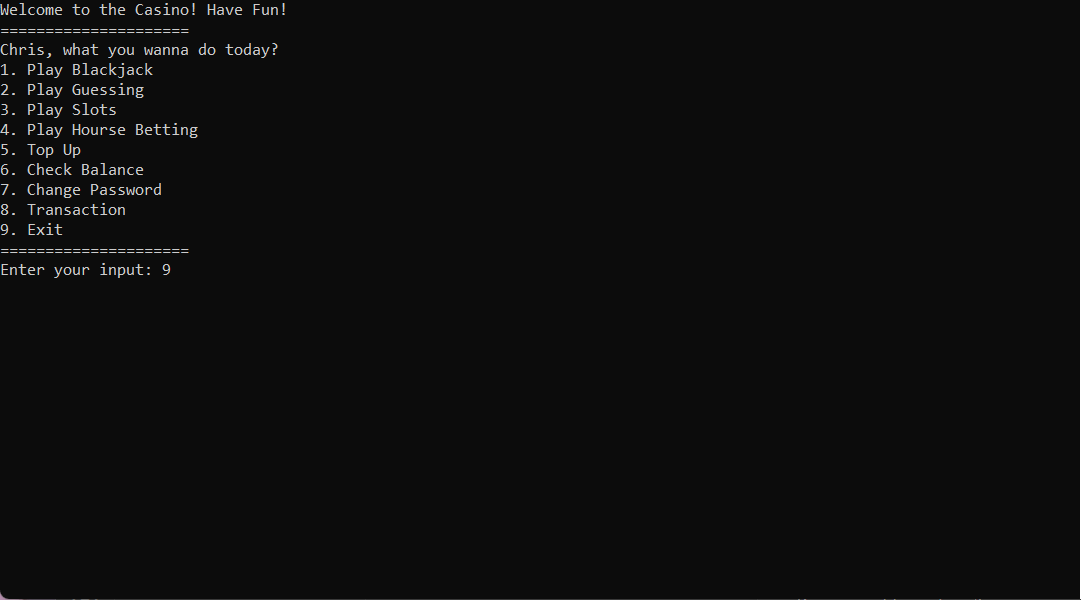 Welcome to the Casino! Have Fun!
=====================
Chris, what you wanna do today?
1. Play Blackjack
2. Play Guessing
3. Play Slots
4. Play Hourse Betting
5. Top Up
6. Check Balance
7. Change Password
8. Transaction
9. Exit
=====================
Enter your input: 9